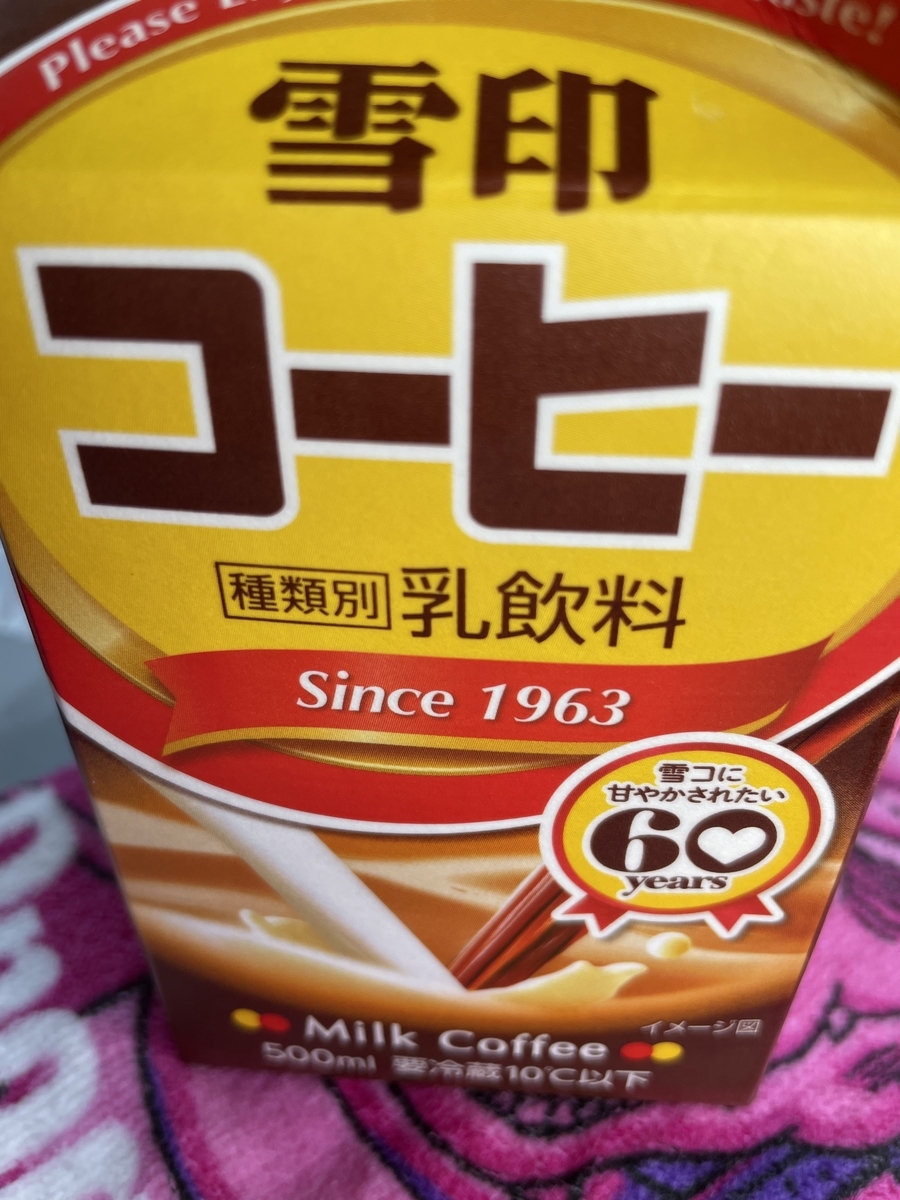 Please
雪印
コーヒー
種類別 乳飲料
Since 1963
雪コに
甘やかされたい
60
years
イメージ図
Milk Coffee
500ml 要冷蔵10℃以下